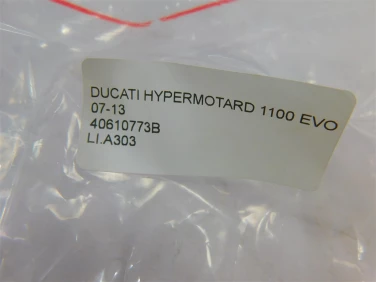 DUCATI HYPERMOTARD 1100 EVO
07-13
40610773B
LI.A303